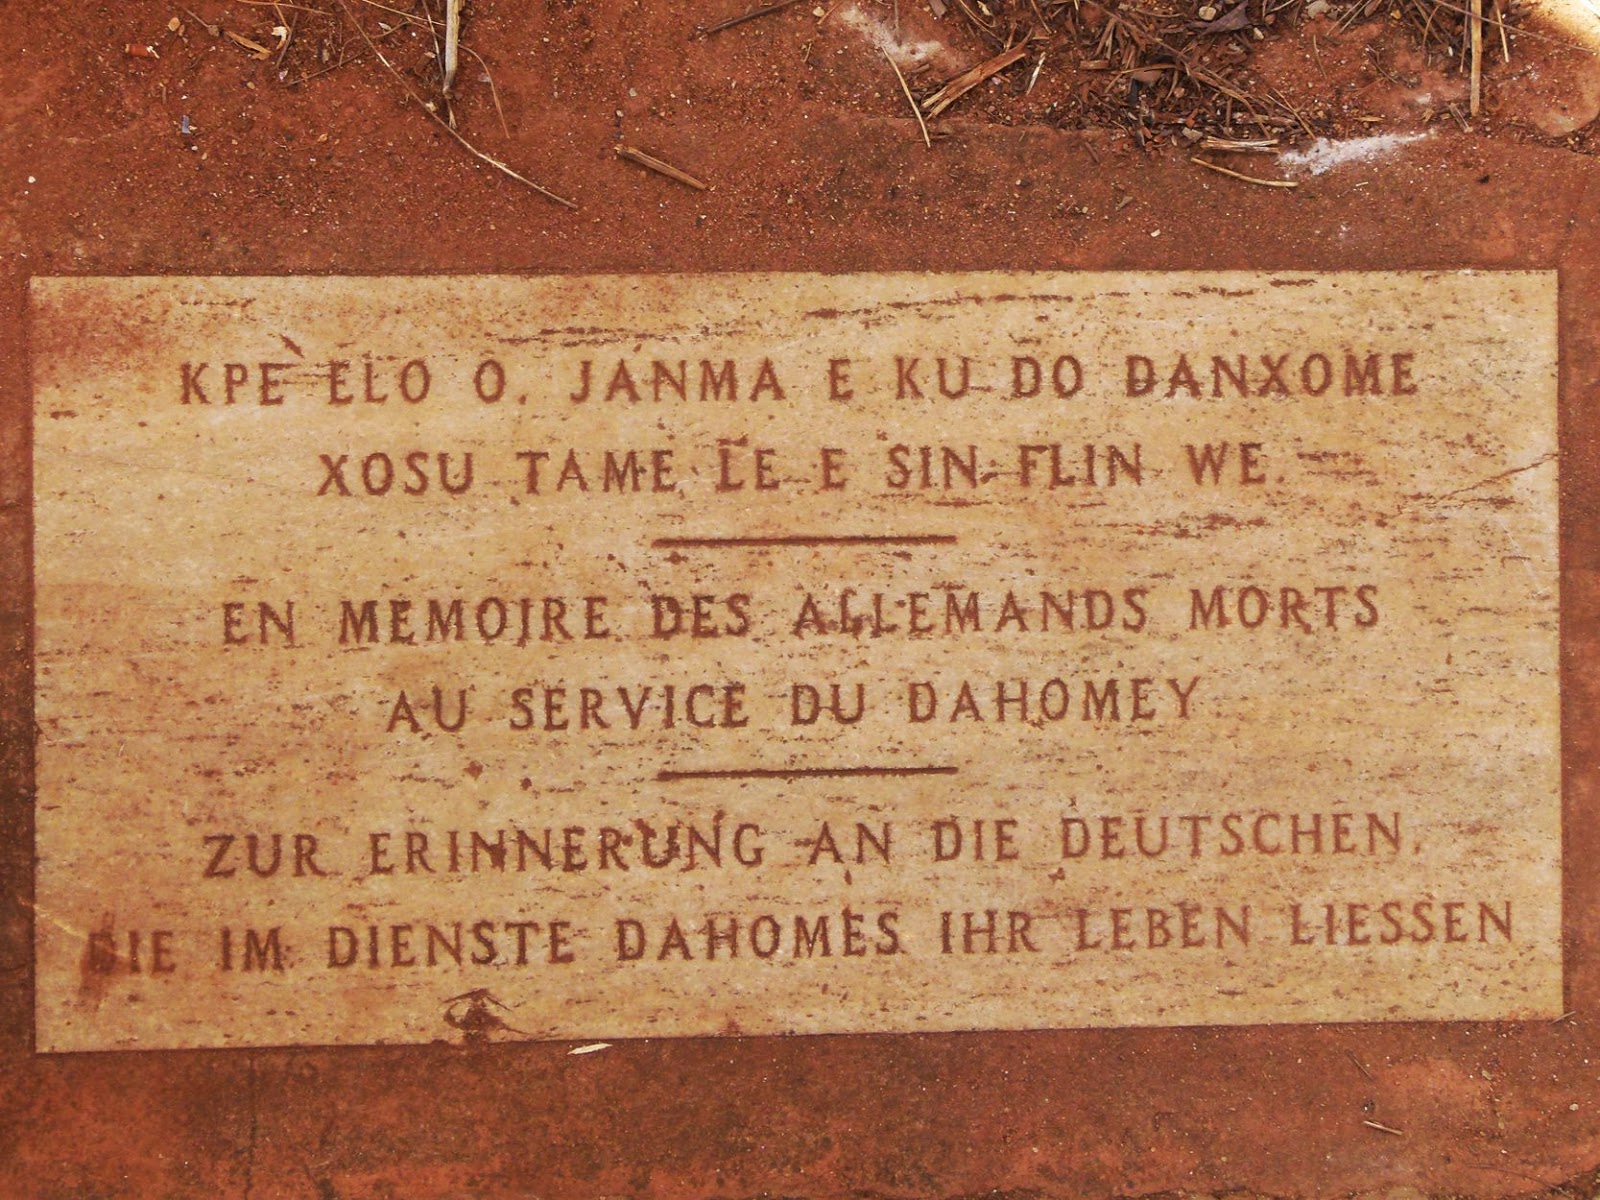 KPE ELO O, JANMA E KU DO DANXOME
XOSU TAME LE E SIN FLIN WE.
EN MEMOIRE DES ALLEMANDS MORTS
AU SERVICE DU DAHOMEY
ZUR ERINNERUNG AN DIE DEUTSCHEN,
DIE IM DIENSTE DAHOMES IHR LEBEN LIESSEN